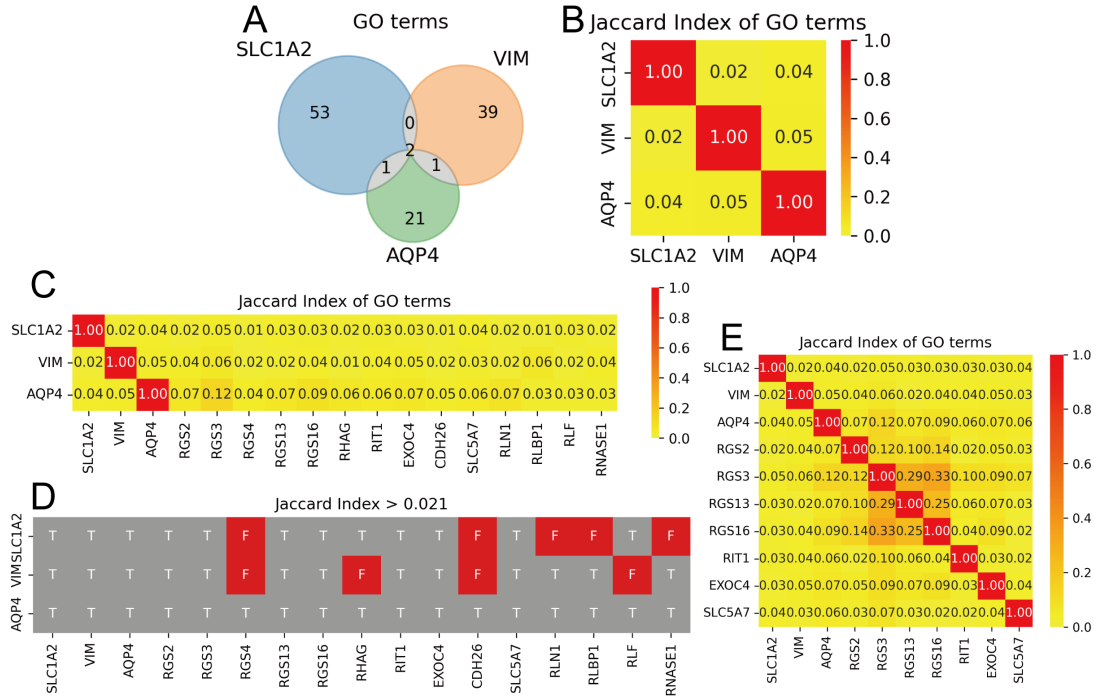 A
GO terms
SLC1A2
VIM
53
39
0
2
1
1
21
AQP4
B
Jaccard Index of GO terms
SLC1A2 1.00 0.02 0.04
VIM 0.02 1.00 0.05
AQP4 0.04 0.05 1.00
SLC1A2 VIM AQP4
1.0
0.8
0.6
0.4
0.2
0.0
C
Jaccard Index of GO terms
SLC1A2 1.00 0.02 0.04 0.02 0.05 0.01 0.03 0.03 0.02 0.03 0.03 0.01 0.04 0.02 0.01 0.03 0.02
VIM 0.02 1.00 0.05 0.04 0.06 0.02 0.02 0.04 0.01 0.04 0.05 0.02 0.03 0.02 0.06 0.02 0.04
AQP4 0.04 0.05 1.00 0.07 0.12 0.04 0.07 0.09 0.06 0.06 0.07 0.05 0.06 0.07 0.03 0.03 0.03
SLC1A2 VIM AQP4 RGS2 RGS3 RGS4 RGS13 RGS16 RHAG RIT1 EXOC4 CDH26 SLC5A7 RLN1 RLBP1 RLF RNASE1
1.0
0.8
0.6
0.4
0.2
0.0
D
Jaccard Index > 0.021
SLC1A2 T T T T T F T T T T T F T F F T F
VIM T T T T T F T T F T T F T T T F T
AQP4 T T T T T T T T T T T T T T T T T
SLC1A2 VIM AQP4 RGS2 RGS3 RGS4 RGS13 RGS16 RHAG RIT1 EXOC4 CDH26 SLC5A7 RLN1 RLBP1 RLF RNASE1
E
Jaccard Index of GO terms
SLC1A2 1.00 0.02 0.04 0.02 0.05 0.03 0.03 0.03 0.03 0.04
VIM 0.02 1.00 0.05 0.04 0.06 0.02 0.04 0.04 0.05 0.03
AQP4 0.04 0.05 1.00 0.07 0.12 0.07 0.09 0.06 0.07 0.06
RGS2 0.02 0.04 0.07 1.00 0.12 0.10 0.14 0.02 0.05 0.03
RGS3 0.05 0.06 0.12 0.12 1.00 0.29 0.33 0.10 0.09 0.07
RGS13 0.03 0.02 0.07 0.10 0.29 1.00 0.25 0.06 0.07 0.03
RGS16 0.03 0.04 0.09 0.14 0.33 0.25 1.00 0.04 0.09 0.02
RIT1 0.03 0.04 0.06 0.02 0.10 0.06 0.04 1.00 0.03 0.02
EXOC4 0.03 0.05 0.07 0.05 0.09 0.07 0.09 0.03 1.00 0.04
SLC5A7 0.04 0.03 0.06 0.03 0.07 0.03 0.02 0.02 0.04 1.00
SLC1A2 VIM AQP4 RGS2 RGS3 RGS13 RGS16 RIT1 EXOC4 SLC5A7
1.0
0.8
0.6
0.4
0.2
0.0